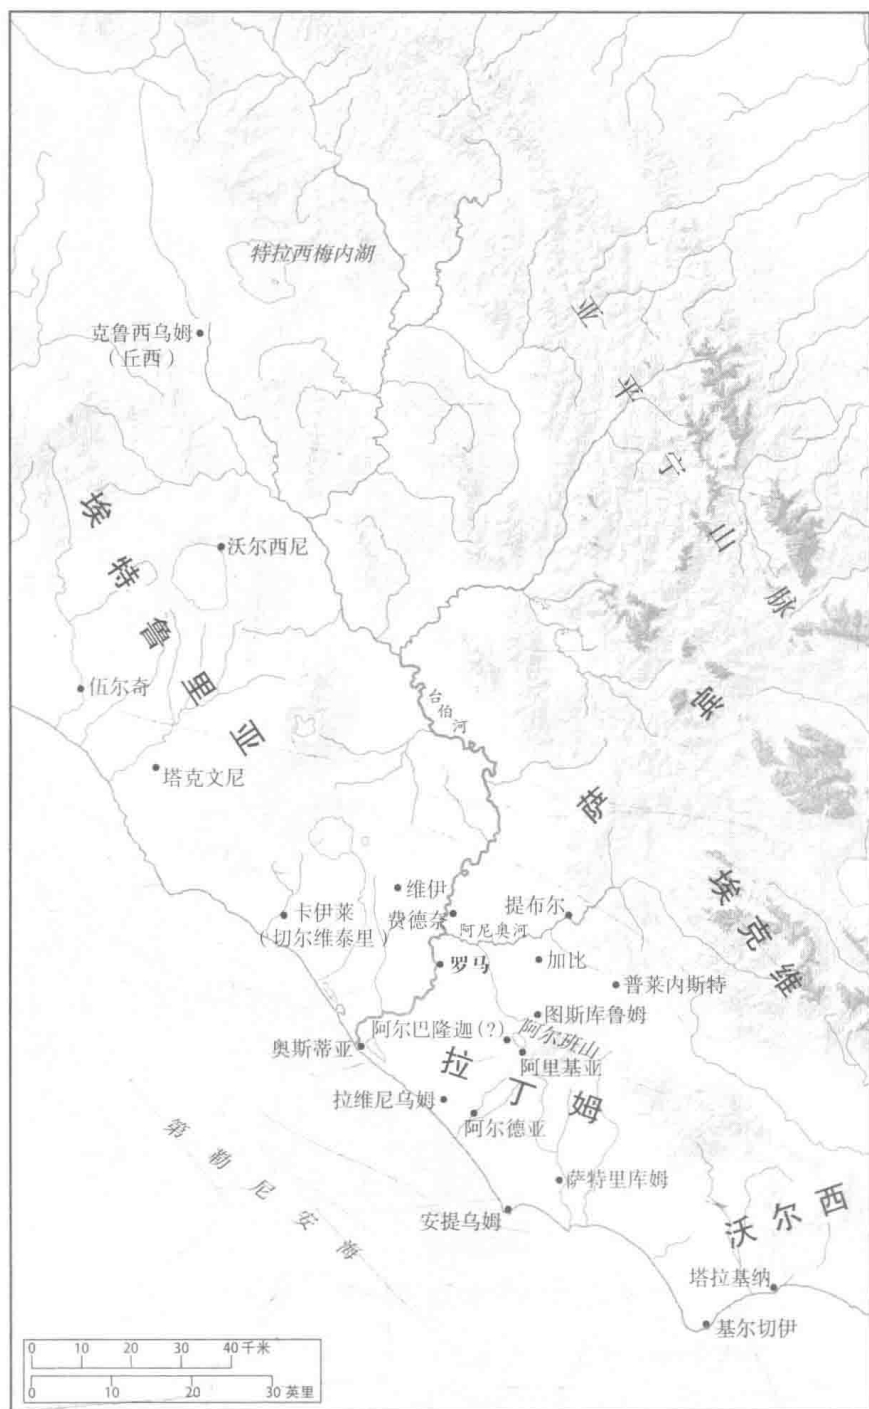 特拉西梅内湖
克鲁西乌姆
（丘西）
亚平宁山脉
埃特鲁里亚
沃尔西尼
伍尔奇
台伯河
塔克文尼
萨宾
维伊
费德奈
提布尔
卡伊莱
（切尔维泰里）
阿尼奥河
埃克维
罗马
加比
普莱内斯特
图斯库鲁姆
阿尔巴隆迦(?)
阿尔班山
奥斯蒂亚
阿里基亚
拉丁姆
拉维尼乌姆
阿尔德亚
第勒尼安海
萨特里库姆
安提乌姆
沃尔西
塔拉基纳
基尔切伊
0 10 20 30 40 千米
0 10 20 30 英里